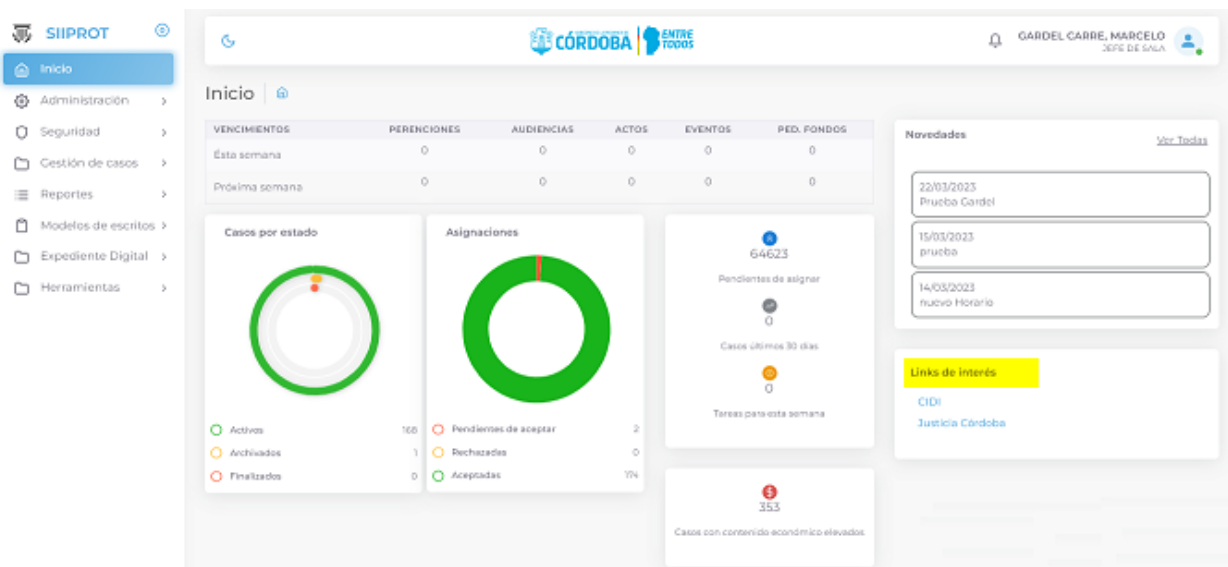 SIIPROT
Inicio
Administración
Seguridad
Gestión de casos
Reportes
Modelos de escritos
Expediente Digital
Herramientas
CÓRDOBA ENTRE TODOS
GARDEL CARRE, MARCELO
JEFE DE SALA
Inicio
VENCIMIENTOS PERENCIONES AUDIENCIAS ACTOS EVENTOS PED. FONDOS
Ésta semana 0 0 0 0 0
Próxima semana 0 0 0 0 0
Casos por estado
Activos 168
Archivados 1
Finalizados 0
Asignaciones
Pendientes de aceptar 2
Rechazadas 0
Aceptadas 174
64623
Pendientes de asignar
0
Casos últimos 30 días
0
Tareas para esta semana
353
Casos con contenido económico elevados
Novedades Ver Todas
22/03/2023
Prueba Gardel
15/03/2023
prueba
14/03/2023
nuevo Horario
Links de interés
CIDI
Justicia Córdoba